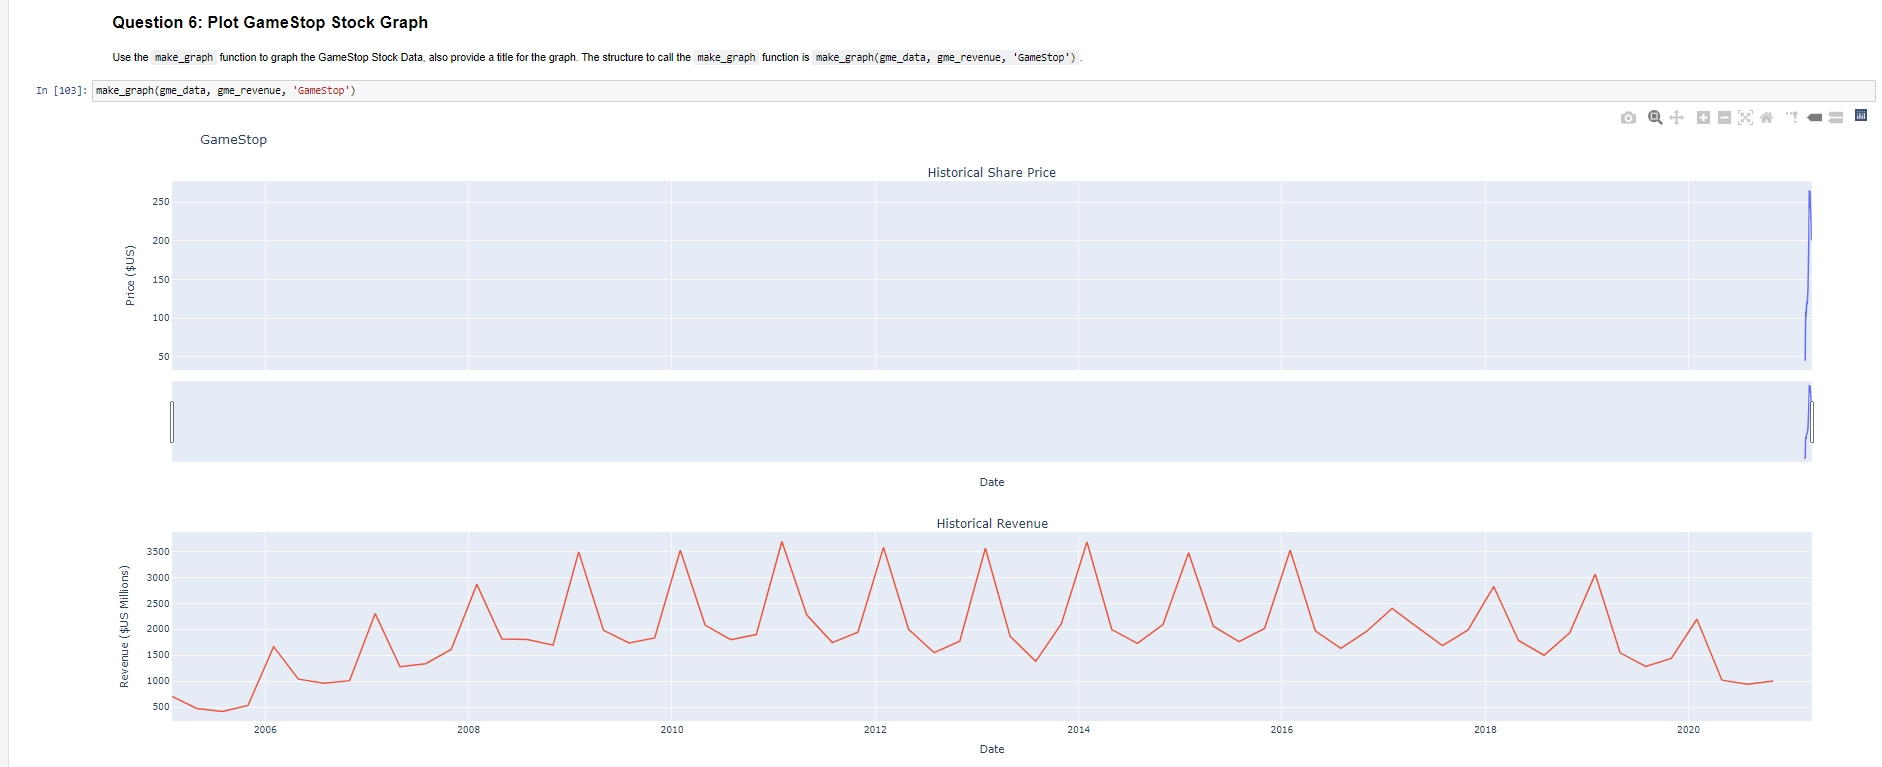 Question 6: Plot GameStop Stock Graph
Use the make_graph function to graph the GameStop Stock Data, also provide a title for the graph. The structure to call the make_graph function is make_graph(gme_data, gme_revenue, 'GameStop') .
In [103]: make_graph(gme_data, gme_revenue, 'GameStop')
GameStop
Historical Share Price
250
200
150
100
50
Price ($US)
Date
Historical Revenue
3500
3000
2500
2000
1500
1000
500
Revenue ($US Millions)
2006 2008 2010 2012 2014 2016 2018 2020
Date